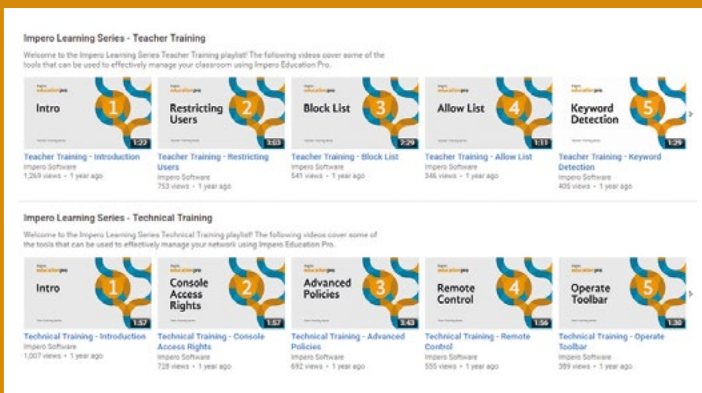 Impero Learning Series - Teacher Training
Welcome to the Impero Learning Series Teacher Training playlist! The following videos cover some of the
tools that can be used to effectively manage your classroom using Impero Education Pro.
educationpro
Intro
1
1:22
educationpro
Restricting
Users
2
3:03
educationpro
Block List
3
2:29
educationpro
Allow List
4
1:11
educationpro
Keyword
Detection
5
1:29
Teacher Training - Introduction
Impero Software
1,269 views • 1 year ago
Teacher Training - Restricting
Users
Impero Software
753 views • 1 year ago
Teacher Training - Block List
Impero Software
541 views • 1 year ago
Teacher Training - Allow List
Impero Software
346 views • 1 year ago
Teacher Training - Keyword
Detection
Impero Software
405 views • 1 year ago
Impero Learning Series - Technical Training
Welcome to the Impero Learning Series Technical Training playlist! The following videos cover some of
the tools that can be used to effectively manage your network using Impero Education Pro.
educationpro
Intro
1
1:57
educationpro
Console
Access
Rights
2
1:57
educationpro
Advanced
Policies
3
3:43
educationpro
Remote
Control
4
1:56
educationpro
Operate
Toolbar
5
1:30
Technical Training - Introduction
Impero Software
1,007 views • 1 year ago
Technical Training - Console
Access Rights
Impero Software
728 views • 1 year ago
Technical Training - Advanced
Policies
Impero Software
692 views • 1 year ago
Technical Training - Remote
Control
Impero Software
555 views • 1 year ago
Technical Training - Operate
Toolbar
Impero Software
389 views • 1 year ago